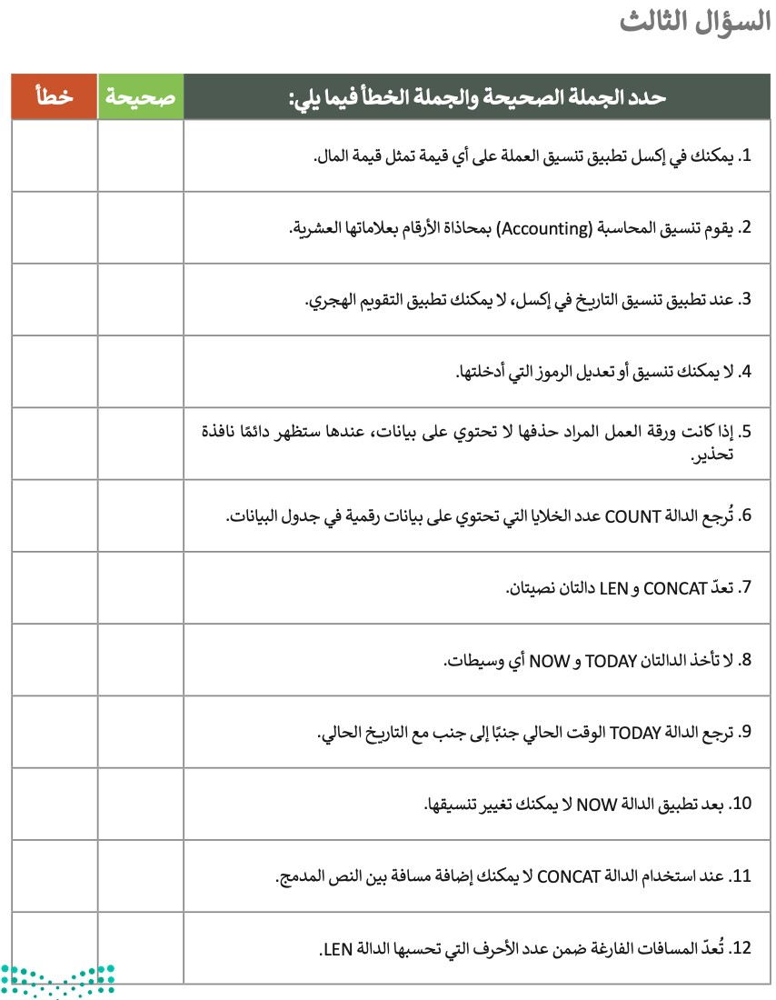 السؤال الثالث
حدد الجملة الصحيحة والجملة الخطأ فيما يلي: صحيحة خطأ
1. يمكنك في إكسل تطبيق تنسيق العملة على أي قيمة تمثل قيمة المال.
2. يقوم تنسيق المحاسبة (Accounting) بمحاذاة الأرقام بعلاماتها العشرية.
3. عند تطبيق تنسيق التاريخ في إكسل، لا يمكنك تطبيق التقويم الهجري.
4. لا يمكنك تنسيق أو تعديل الرموز التي أدخلتها.
5. إذا كانت ورقة العمل المراد حذفها لا تحتوي على بيانات، عندها ستظهر دائمًا نافذة
تحذير.
6. تُرجع الدالة COUNT عدد الخلايا التي تحتوي على بيانات رقمية في جدول البيانات.
7. تعدّ CONCAT و LEN دالتان نصيتان.
8. لا تأخذ الدالتان TODAY و NOW أي وسيطات.
9. ترجع الدالة TODAY الوقت الحالي جنبًا إلى جنب مع التاريخ الحالي.
10. بعد تطبيق الدالة NOW لا يمكنك تغيير تنسيقها.
11. عند استخدام الدالة CONCAT لا يمكنك إضافة مسافة بين النص المدمج.
12. تُعدّ المسافات الفارغة ضمن عدد الأحرف التي تحسبها الدالة LEN.